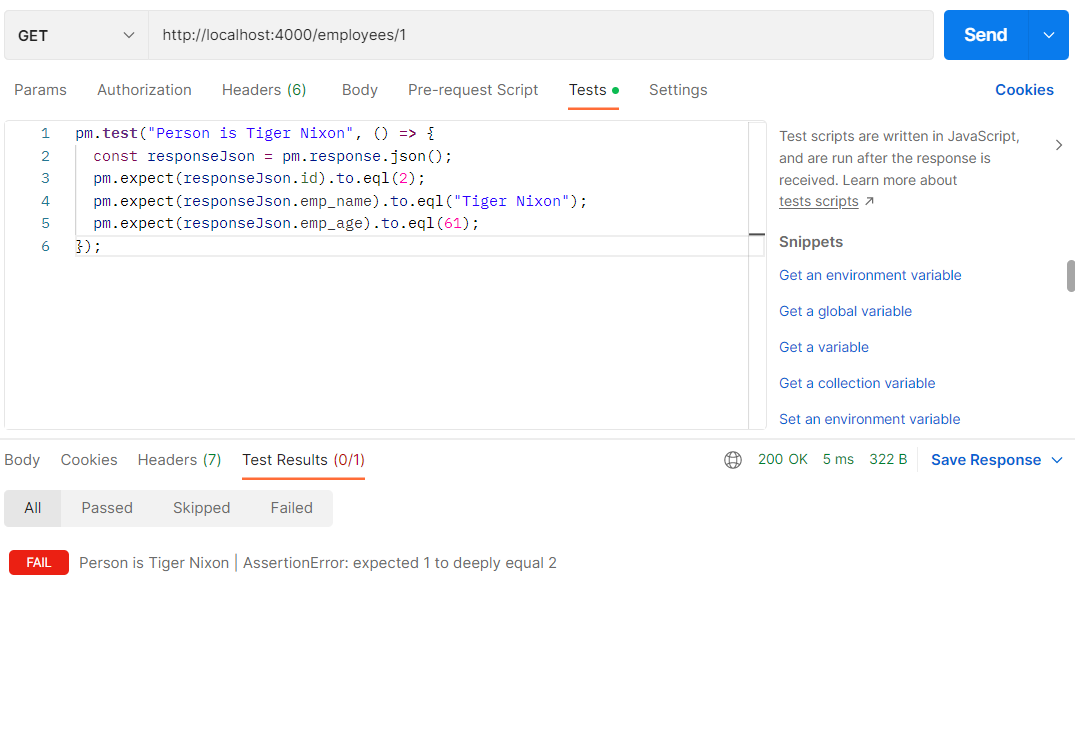 GET http://localhost:4000/employees/1 Send
Params Authorization Headers (6) Body Pre-request Script Tests Settings Cookies
1 pm.test("Person is Tiger Nixon", () => {
2 const responseJson = pm.response.json();
3 pm.expect(responseJson.id).to.eql(2);
4 pm.expect(responseJson.emp_name).to.eql("Tiger Nixon");
5 pm.expect(responseJson.emp_age).to.eql(61);
6 });
Test scripts are written in JavaScript,
and are run after the response is
received. Learn more about
tests scripts ↗
Snippets
Get an environment variable
Get a global variable
Get a variable
Get a collection variable
Set an environment variable
Body Cookies Headers (7) Test Results (0/1) 200 OK 5 ms 322 B Save Response
All Passed Skipped Failed
FAIL Person is Tiger Nixon | AssertionError: expected 1 to deeply equal 2